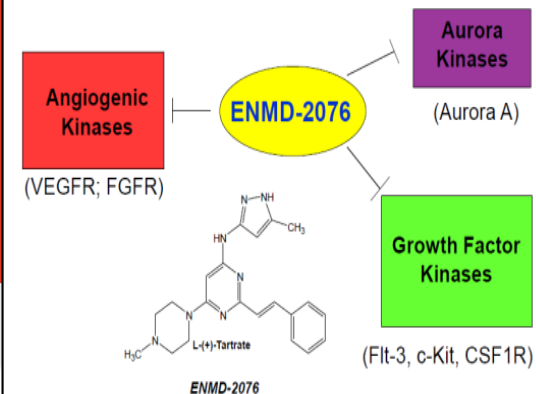 Aurora
Kinases
(Aurora A)
Angiogenic
Kinases
(VEGFR; FGFR)
ENMD-2076
Growth Factor
Kinases
(Flt-3, c-Kit, CSF1R)
N
NH
CH₃
HN
N
N
N
N
H₃C
L-(+)-Tartrate
ENMD-2076